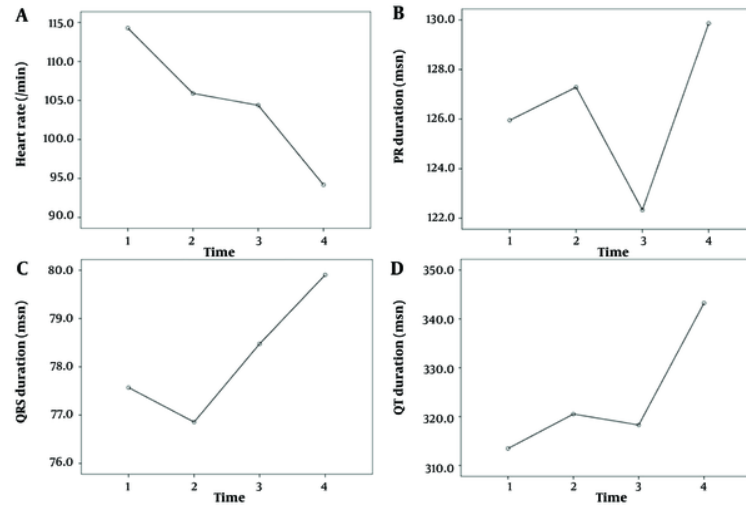 A
Heart rate (/min)
115.0
110.0
105.0
100.0
95.0
90.0
1 2 3 4
Time
B
PR duration (msn)
130.0
128.0
126.0
124.0
122.0
1 2 3 4
Time
C
QRS duration (msn)
80.0
78.0
77.0
76.0
1 2 3 4
Time
D
QT duration (msn)
350.0
340.0
330.0
320.0
310.0
1 2 3 4
Time